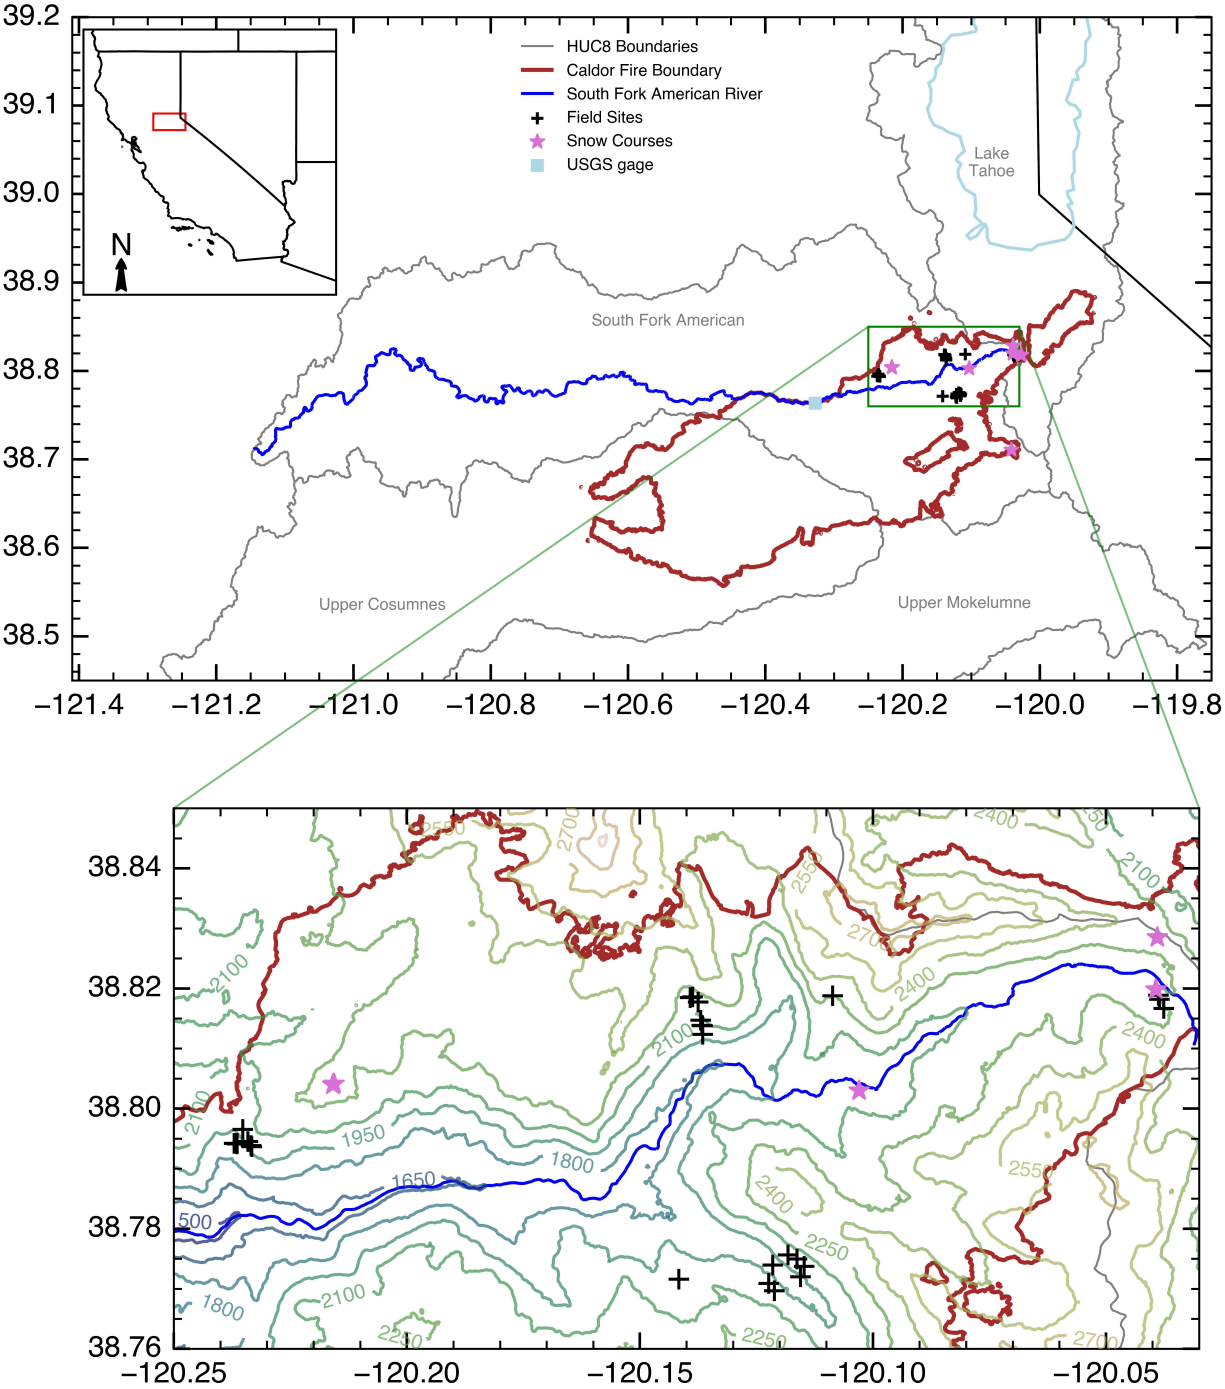 39.2
39.1
39.0
38.9
38.8
38.7
38.6
38.5
N
HUC8 Boundaries
Caldor Fire Boundary
South Fork American River
Field Sites
Snow Courses
USGS gage
Lake
Tahoe
South Fork American
Upper Cosumnes
Upper Mokelumne
−121.4 −121.2 −121.0 −120.8 −120.6 −120.4 −120.2 −120.0 −119.8
38.84
38.82
38.80
38.78
38.76
2550
2700
2550
2400
2250
2100
2100
2700
2400
2100
2400
2100
1950
1800
1650
2550
2400
500
2250
1800
2100
2250
2250
2700
−120.25 −120.20 −120.15 −120.10 −120.05